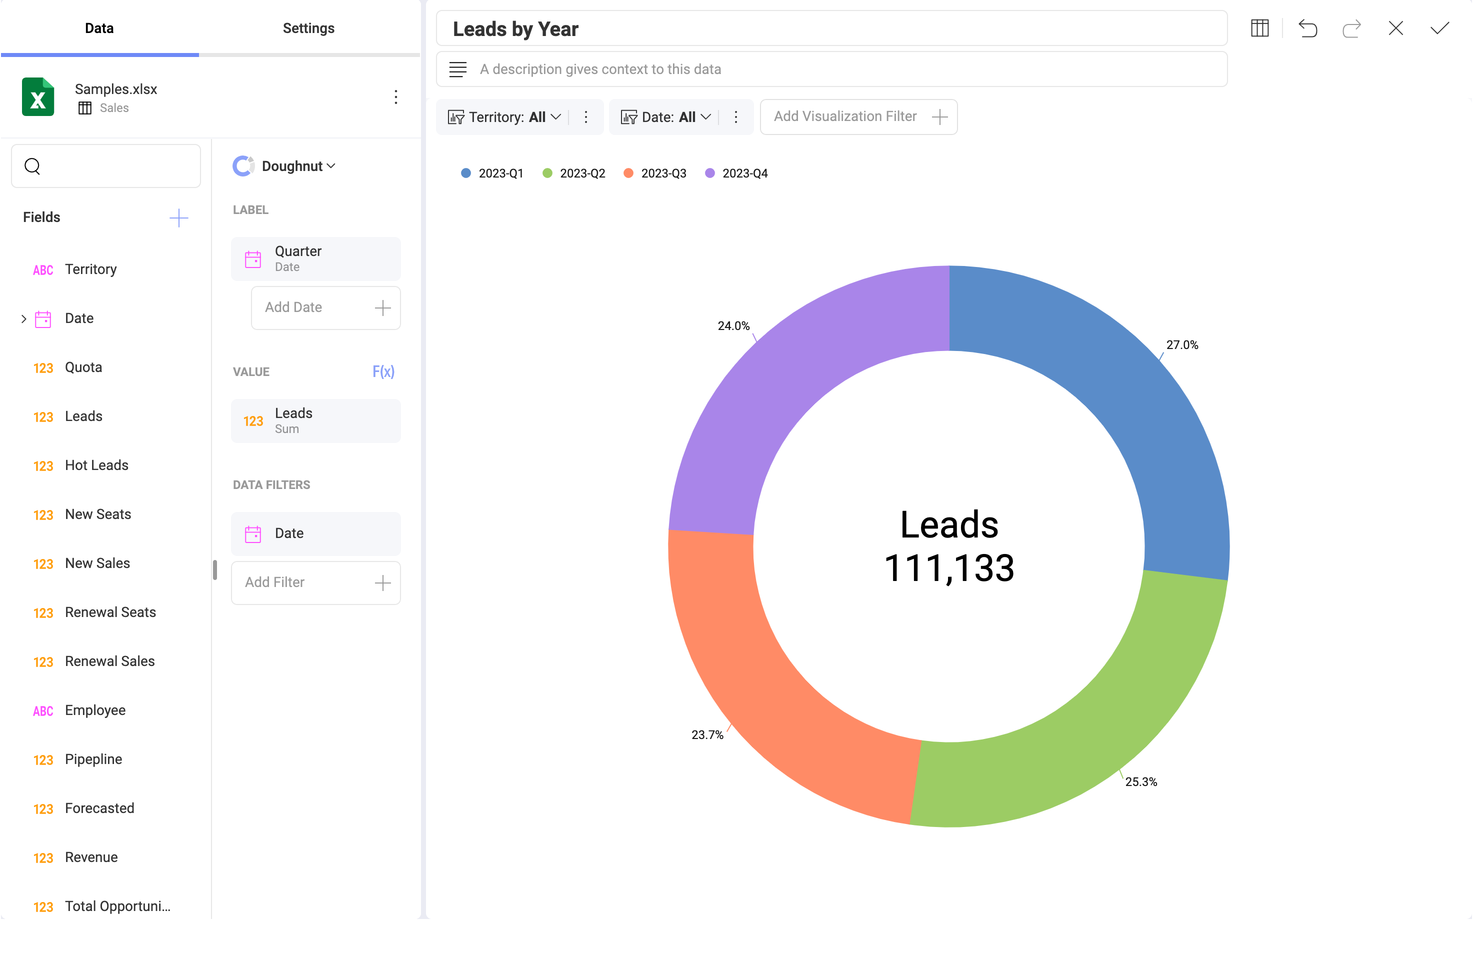 Data
Settings
Samples.xlsx
Sales
Fields
ABC Territory
Date
123 Quota
123 Leads
123 Hot Leads
123 New Seats
123 New Sales
123 Renewal Seats
123 Renewal Sales
ABC Employee
123 Pipepline
123 Forecasted
123 Revenue
123 Total Opportuni...
Doughnut
LABEL
Quarter
Date
Add Date
VALUE
F(x)
123 Leads
Sum
DATA FILTERS
Date
Add Filter
Leads by Year
A description gives context to this data
Territory: All
Date: All
Add Visualization Filter
2023-Q1
2023-Q2
2023-Q3
2023-Q4
24.0%
27.0%
Leads
111,133
23.7%
25.3%